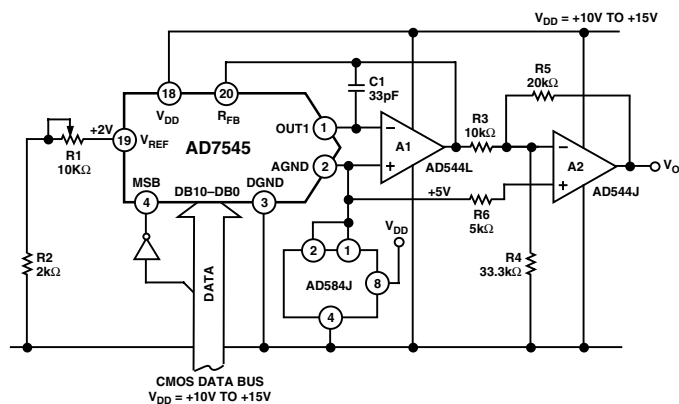 V_DD = +10V TO +15V
18
V_DD
20
R_FB
C1
33pF
R5
20kΩ
R3
10kΩ
OUT1
1
−
+
A1
AD544L
−
+
A2
AD544J
V_O
+2V
19
V_REF
AD7545
R1
10KΩ
AGND
2
MSB
4
DB10–DB0
DGND
3
+5V
R6
5kΩ
V_DD
2
1
8
AD584J
4
R4
33.3kΩ
R2
2kΩ
DATA
CMOS DATA BUS
V_DD = +10V TO +15V